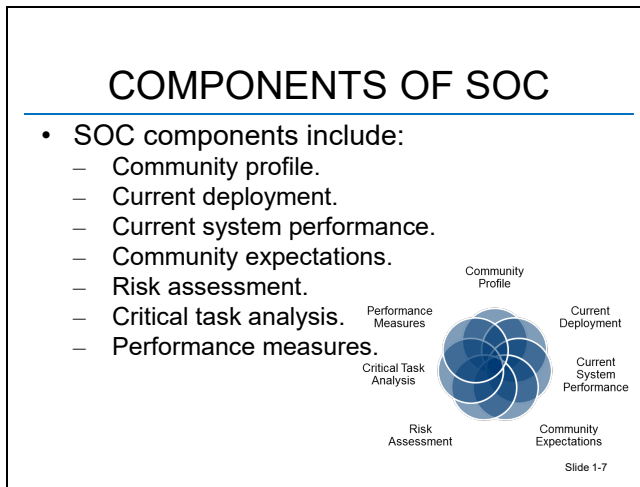 COMPONENTS OF SOC
• SOC components include:
– Community profile.
– Current deployment.
– Current system performance.
– Community expectations.
– Risk assessment.
– Critical task analysis.
– Performance measures.
Community
Profile
Current
Deployment
Current
System
Performance
Community
Expectations
Risk
Assessment
Critical Task
Analysis
Performance
Measures
Slide 1-7